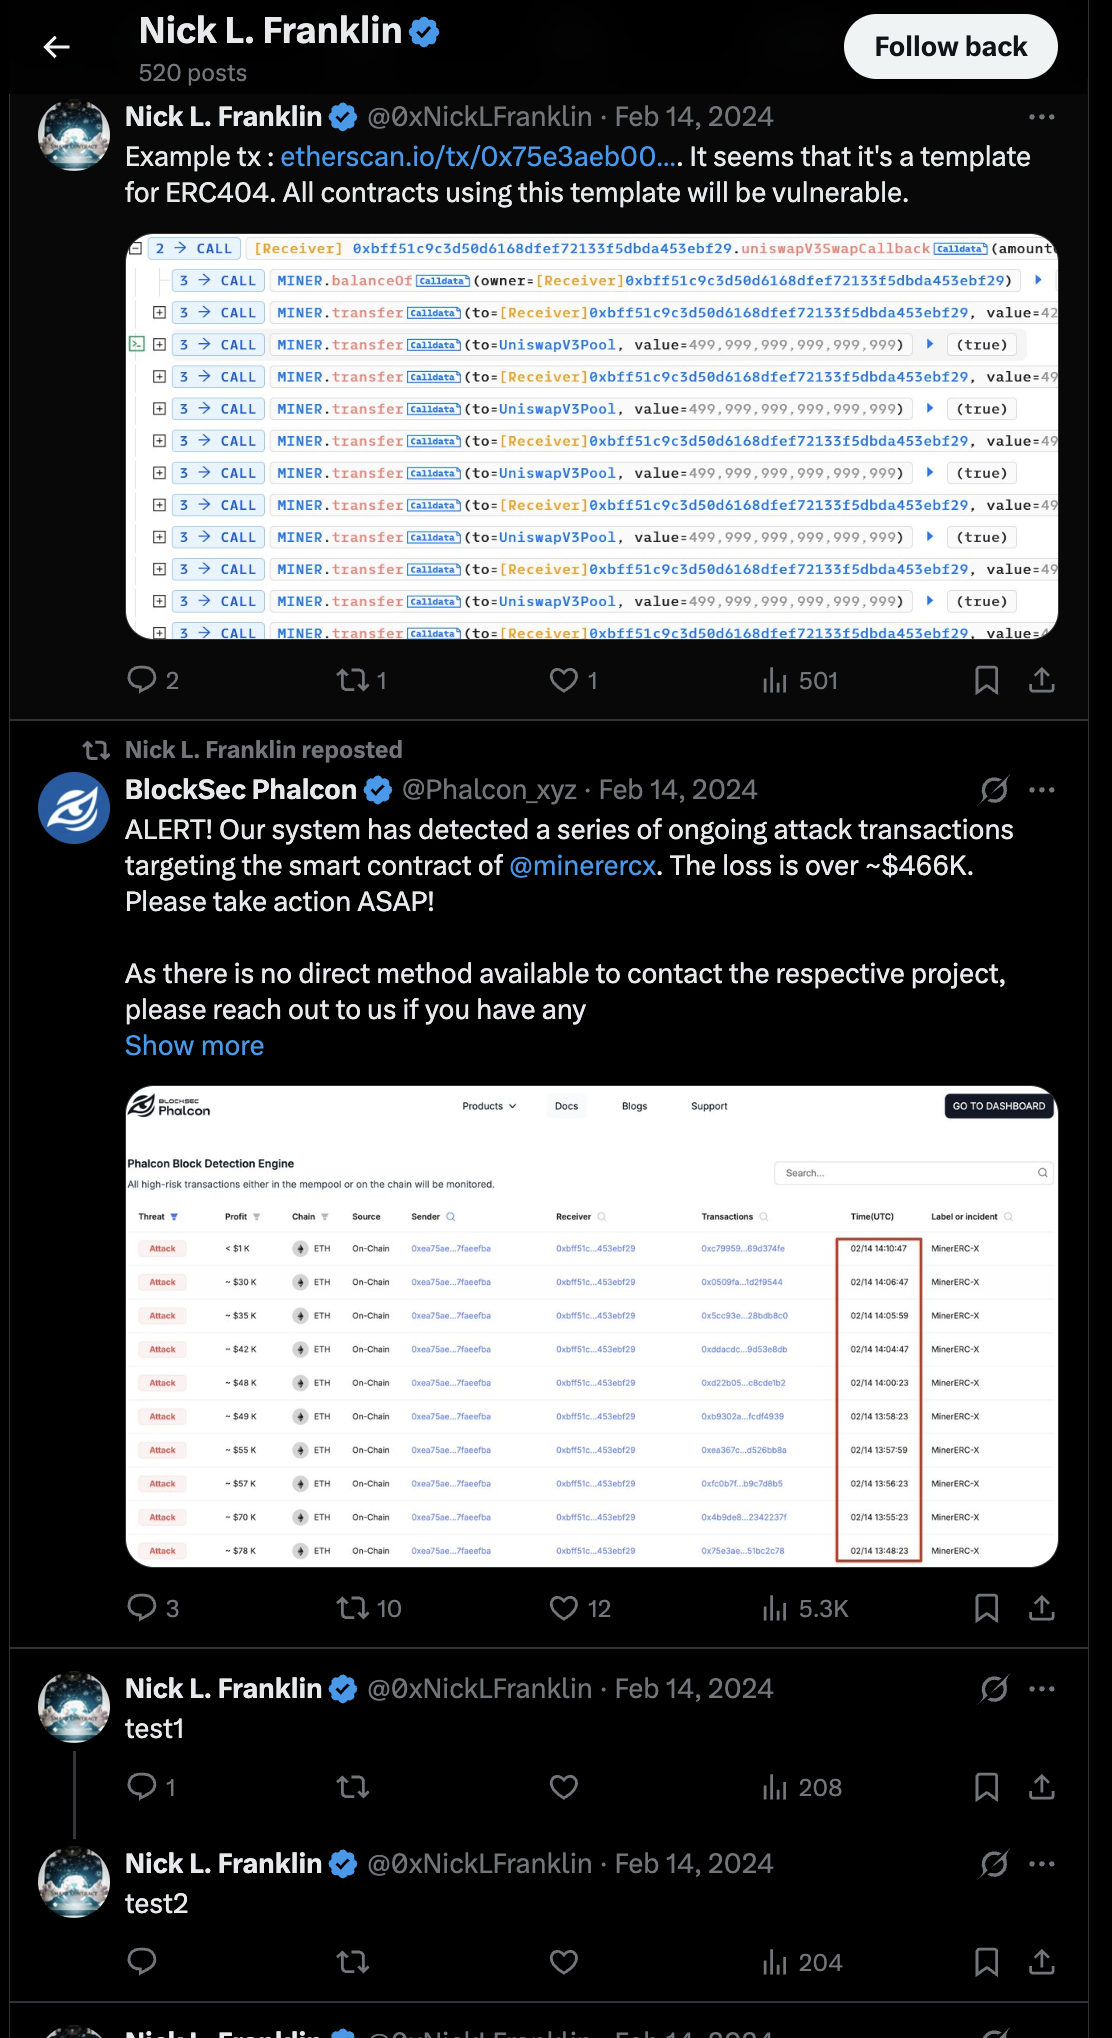 Nick L. Franklin
520 posts
Follow back
Nick L. Franklin @0xNickLFranklin · Feb 14, 2024
Example tx : etherscan.io/tx/0x75e3aeb00.... It seems that it's a template
for ERC404. All contracts using this template will be vulnerable.
2 → CALL [Receiver] 0xbff51c9c3d50d6168dfef72133f5dbda453ebf29.uniswapV3SwapCallback Calldata (amount
3 → CALL MINER.balanceOf Calldata (owner=[Receiver]0xbff51c9c3d50d6168dfef72133f5dbda453ebf29)
3 → CALL MINER.transfer Calldata (to=[Receiver]0xbff51c9c3d50d6168dfef72133f5dbda453ebf29, value=42
3 → CALL MINER.transfer Calldata (to=UniswapV3Pool, value=499,999,999,999,999,999) (true)
3 → CALL MINER.transfer Calldata (to=[Receiver]0xbff51c9c3d50d6168dfef72133f5dbda453ebf29, value=49
3 → CALL MINER.transfer Calldata (to=UniswapV3Pool, value=499,999,999,999,999,999) (true)
3 → CALL MINER.transfer Calldata (to=[Receiver]0xbff51c9c3d50d6168dfef72133f5dbda453ebf29, value=49
3 → CALL MINER.transfer Calldata (to=UniswapV3Pool, value=499,999,999,999,999,999) (true)
3 → CALL MINER.transfer Calldata (to=[Receiver]0xbff51c9c3d50d6168dfef72133f5dbda453ebf29, value=49
3 → CALL MINER.transfer Calldata (to=UniswapV3Pool, value=499,999,999,999,999,999) (true)
3 → CALL MINER.transfer Calldata (to=[Receiver]0xbff51c9c3d50d6168dfef72133f5dbda453ebf29, value=49
3 → CALL MINER.transfer Calldata (to=UniswapV3Pool, value=499,999,999,999,999,999) (true)
3 → CALL MINER.transfer Calldata (to=[Receiver]0xbff51c9c3d50d6168dfef72133f5dbda453ebf29, value=4
2 1 1 501
Nick L. Franklin reposted
BlockSec Phalcon @Phalcon_xyz · Feb 14, 2024
ALERT! Our system has detected a series of ongoing attack transactions
targeting the smart contract of @minerercx. The loss is over ~$466K.
Please take action ASAP!
As there is no direct method available to contact the respective project,
please reach out to us if you have any
Show more
BLOCKSEC
Phalcon Products Docs Blogs Support GO TO DASHBOARD
Phalcon Block Detection Engine
All high-risk transactions either in the mempool or on the chain will be monitored. Search...
Threat Profit Chain Source Sender Receiver Transactions Time(UTC) Label or incident
Attack < $1 K ETH On-Chain 0xea75ae...7faeefba 0xbff51c...453ebf29 0xc79959...69d374fe 02/14 14:10:47 MinerERC-X
Attack ~ $30 K ETH On-Chain 0xea75ae...7faeefba 0xbff51c...453ebf29 0x0509fa...1d2f9544 02/14 14:06:47 MinerERC-X
Attack ~ $35 K ETH On-Chain 0xea75ae...7faeefba 0xbff51c...453ebf29 0x5cc93e...28bdb8c0 02/14 14:05:59 MinerERC-X
Attack ~ $42 K ETH On-Chain 0xea75ae...7faeefba 0xbff51c...453ebf29 0xddacdc...9d53e8db 02/14 14:04:47 MinerERC-X
Attack ~ $48 K ETH On-Chain 0xea75ae...7faeefba 0xbff51c...453ebf29 0xd22b05...c8cde1b2 02/14 14:00:23 MinerERC-X
Attack ~ $49 K ETH On-Chain 0xea75ae...7faeefba 0xbff51c...453ebf29 0xb9302a...fcdf4939 02/14 13:58:23 MinerERC-X
Attack ~ $55 K ETH On-Chain 0xea75ae...7faeefba 0xbff51c...453ebf29 0xea367c...d526bb8a 02/14 13:57:59 MinerERC-X
Attack ~ $57 K ETH On-Chain 0xea75ae...7faeefba 0xbff51c...453ebf29 0xfc0b7f...b9c7d8b5 02/14 13:56:23 MinerERC-X
Attack ~ $70 K ETH On-Chain 0xea75ae...7faeefba 0xbff51c...453ebf29 0x4b9de8...2342237f 02/14 13:55:23 MinerERC-X
Attack ~ $78 K ETH On-Chain 0xea75ae...7faeefba 0xbff51c...453ebf29 0x75e3ae...51bc2c78 02/14 13:48:23 MinerERC-X
3 10 12 5.3K
Nick L. Franklin @0xNickLFranklin · Feb 14, 2024
test1
1 208
Nick L. Franklin @0xNickLFranklin · Feb 14, 2024
test2
204
Nick L. Franklin @0xNickLFranklin · Feb 14, 2024